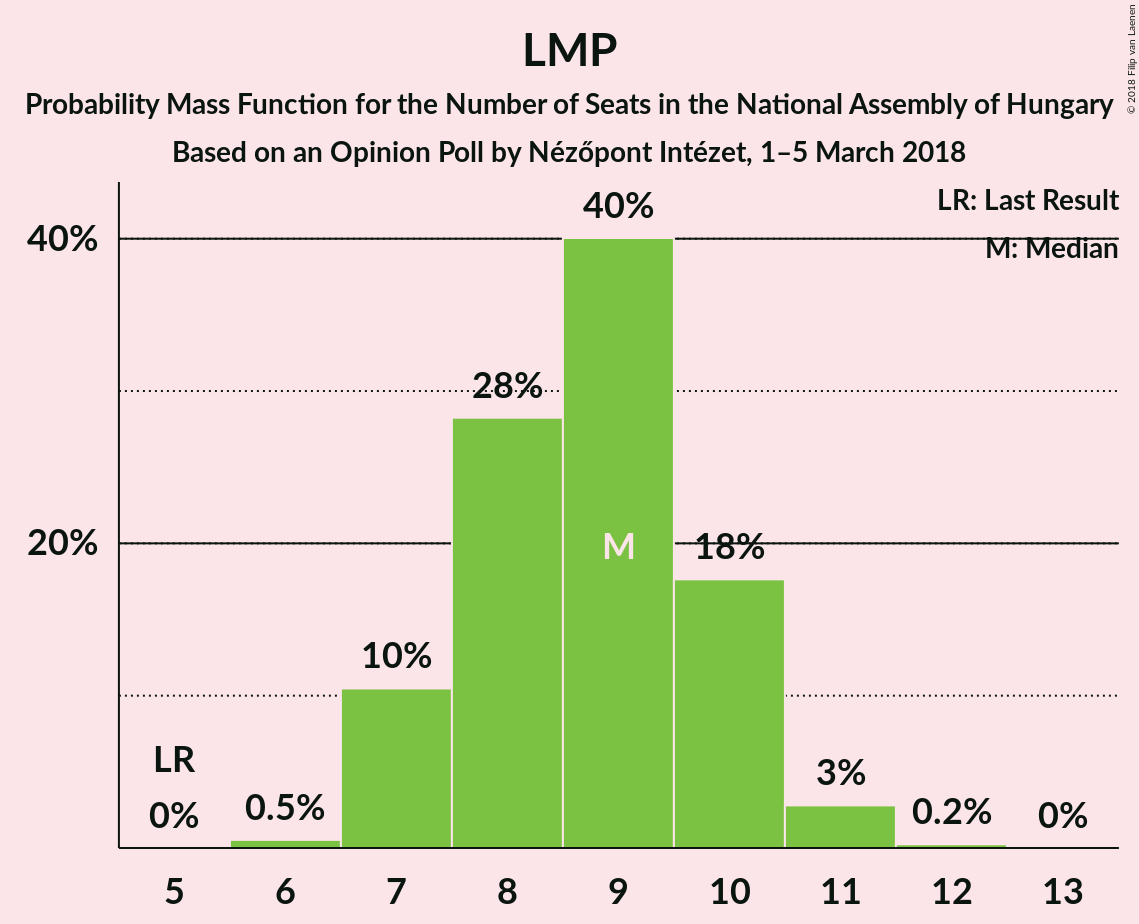 LMP
Probability Mass Function for the Number of Seats in the National Assembly of Hungary
Based on an Opinion Poll by Nézőpont Intézet, 1–5 March 2018
© 2018 Filip van Laenen
LR: Last Result
M: Median
40%
20%
LR
0%
0.5%
10%
28%
40%
M
18%
3%
0.2%
0%
5 6 7 8 9 10 11 12 13